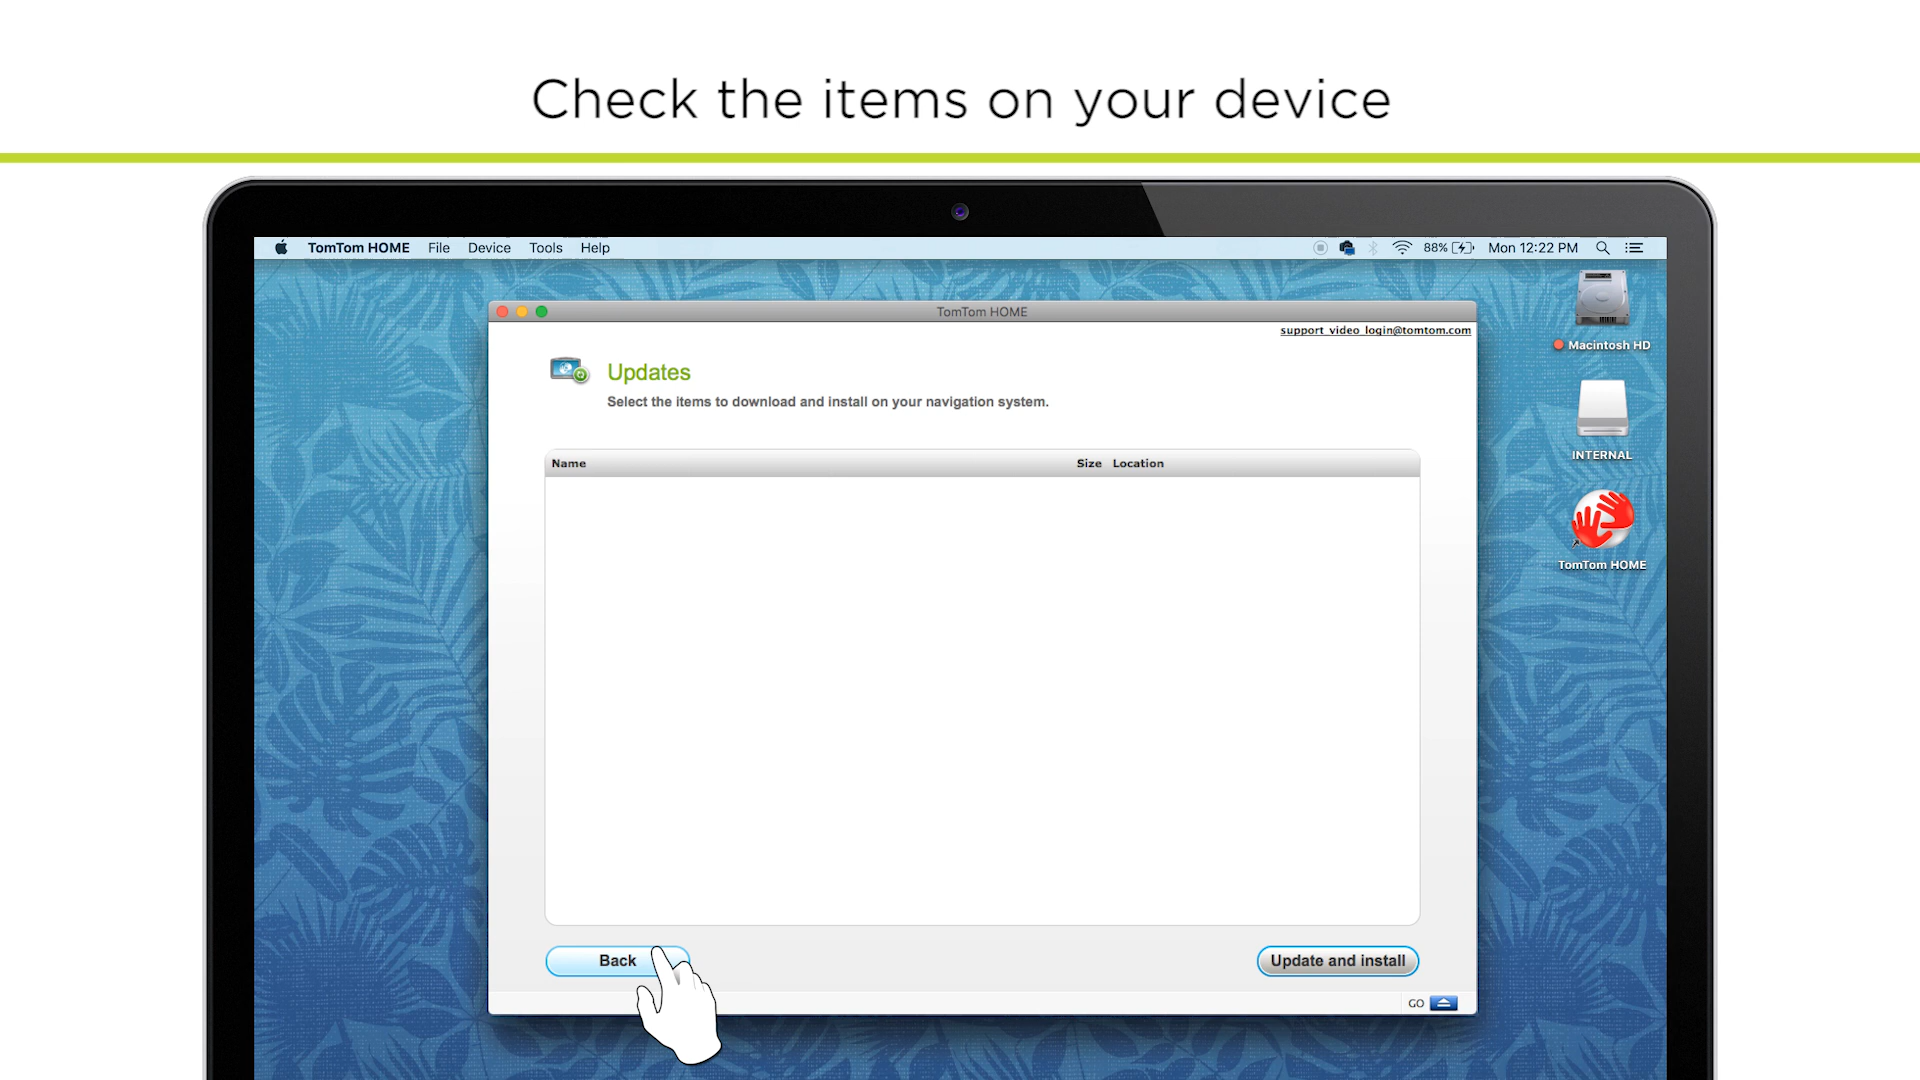 Check the items on your device
TomTom HOME File Device Tools Help 88% Mon 12:22 PM
TomTom HOME
support_video_login@tomtom.com
Macintosh HD
Updates
Select the items to download and install on your navigation system.
INTERNAL
Name Size Location
TomTom HOME
Back Update and install
GO